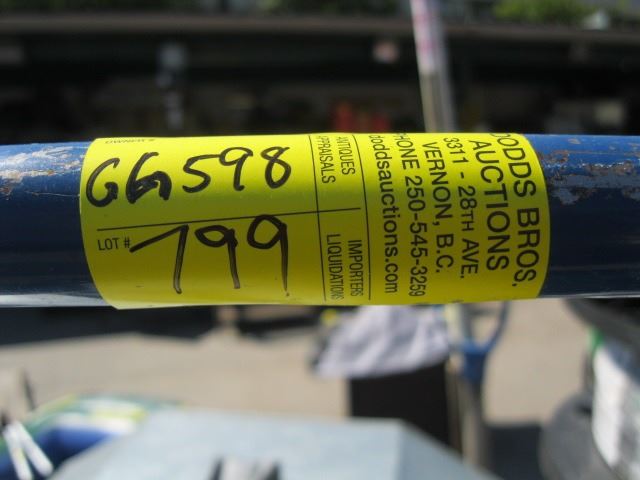 OWNER #
GG598
LOT # 799
ANTIQUES
APPRAISALS
IMPORTERS
LIQUIDATIONS
DODDS BROS.
AUCTIONS
3311 - 28TH AVE.
VERNON, B.C.
PHONE 250-545-3259
doddsauctions.com